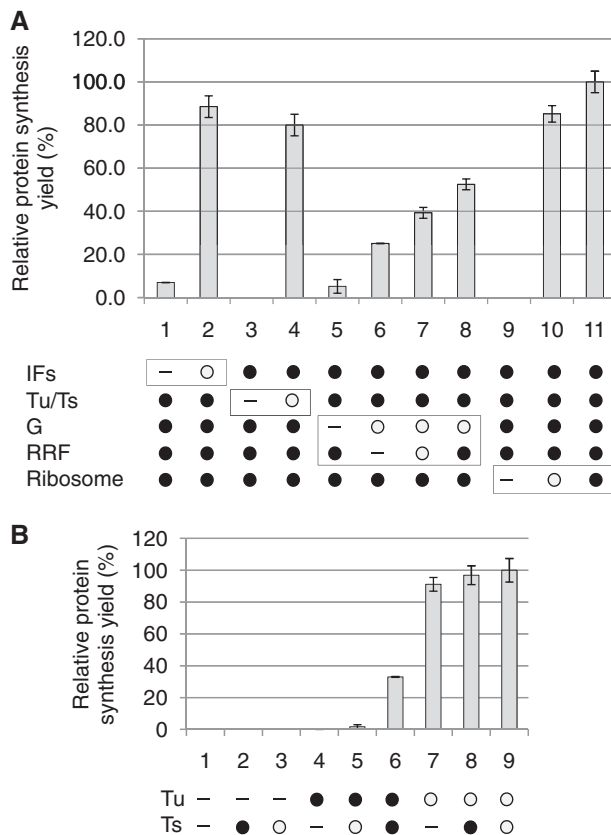 A
Relative protein synthesis
yield (%)
120.0
100.0
80.0
60.0
40.0
20.0
0.0
1 2 3 4 5 6 7 8 9 10 11
IFs – ○ ● ● ● ● ● ● ● ● ●
Tu/Ts ● ● – ○ ● ● ● ● ● ● ●
G ● ● ● ● – ○ ○ ○ ● ● ●
RRF ● ● ● ● ● – ○ ● ● ● ●
Ribosome ● ● ● ● ● ● ● ● – ○ ●
B
Relative protein
synthesis yield (%)
120
100
80
60
40
20
0
1 2 3 4 5 6 7 8 9
Tu – – – ● ● ● ○ ○ ○
Ts – ● ○ – ○ ● – ● ○